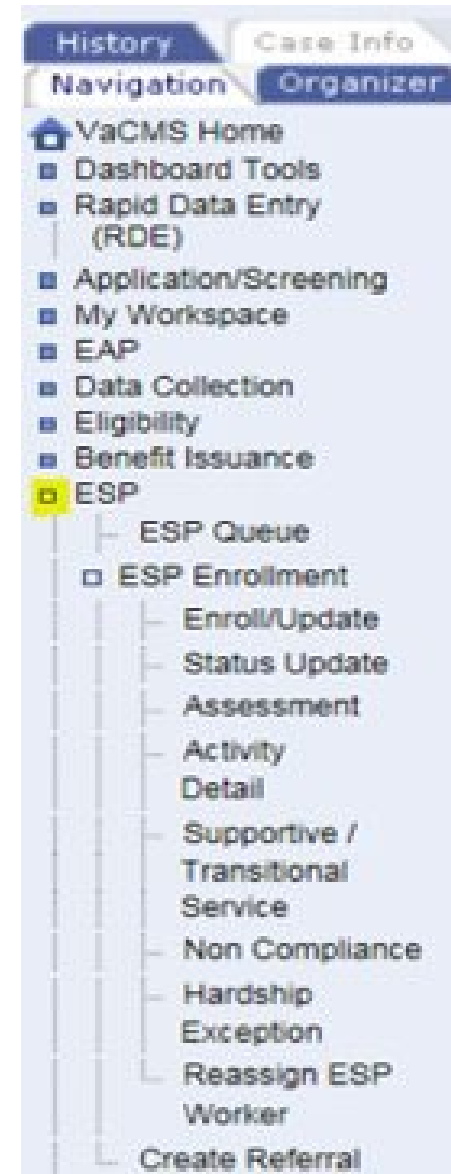 History Case Info
Navigation Organizer
VaCMS Home
Dashboard Tools
Rapid Data Entry
(RDE)
Application/Screening
My Workspace
EAP
Data Collection
Eligibility
Benefit Issuance
ESP
ESP Queue
ESP Enrollment
Enroll/Update
Status Update
Assessment
Activity
Detail
Supportive /
Transitional
Service
Non Compliance
Hardship
Exception
Reassign ESP
Worker
Create Referral